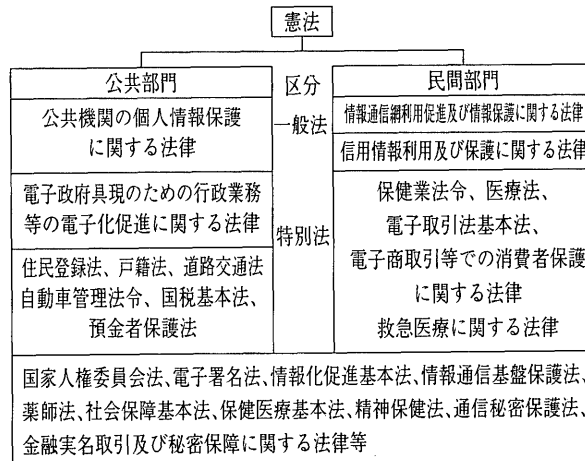 憲法
公共部門
区分
民間部門
公共機関の個人情報保護
に関する法律
一般法
情報通信網利用促進及び情報保護に関する法律
信用情報利用及び保護に関する法律
電子政府具現のための行政業務
等の電子化促進に関する法律
住民登録法、戸籍法、道路交通法
自動車管理法令、国税基本法、
預金者保護法
特別法
保健業法令、医療法、
電子取引法基本法、
電子商取引等での消費者保護
に関する法律
救急医療に関する法律
国家人権委員会法、電子署名法、情報化促進基本法、情報通信基盤保護法、
薬師法、社会保障基本法、保健医療基本法、精神保健法、通信秘密保護法、
金融実名取引及び秘密保障に関する法律等